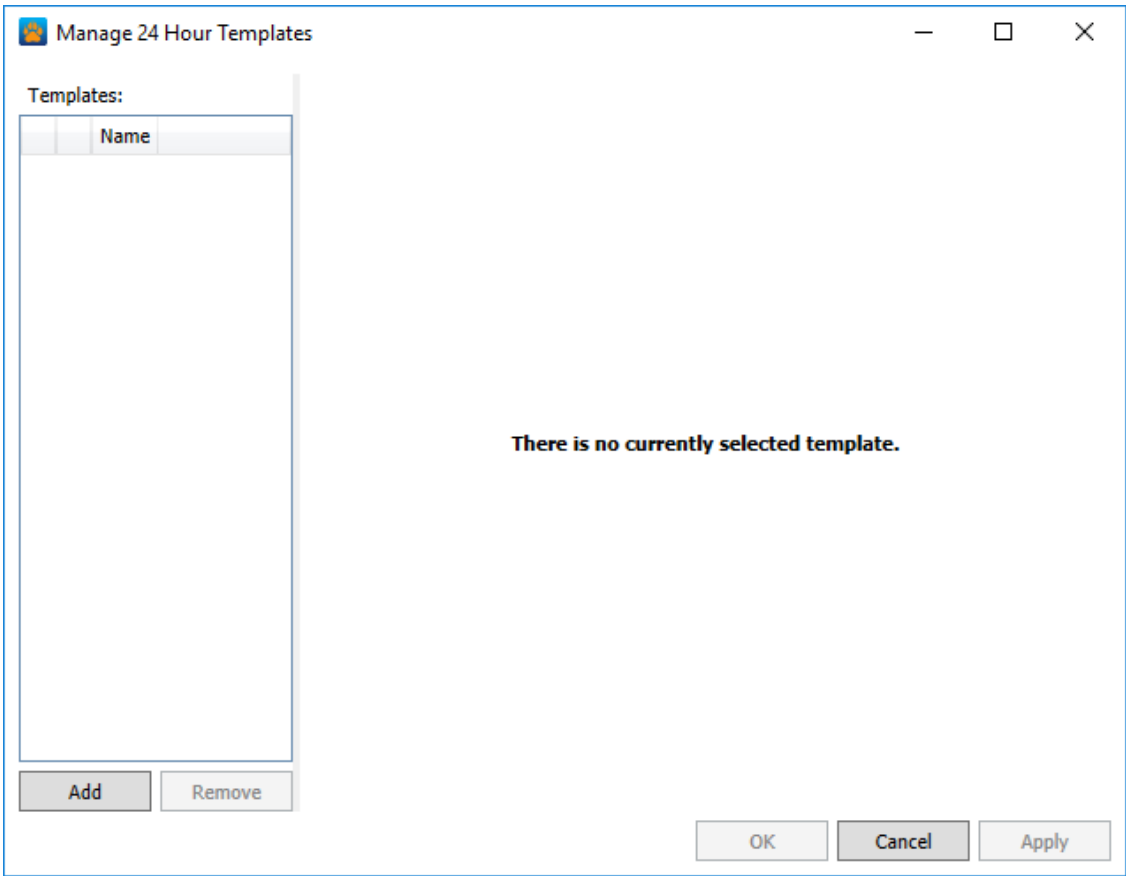 Manage 24 Hour Templates
Templates:
Name
There is no currently selected template.
Add Remove
OK Cancel Apply